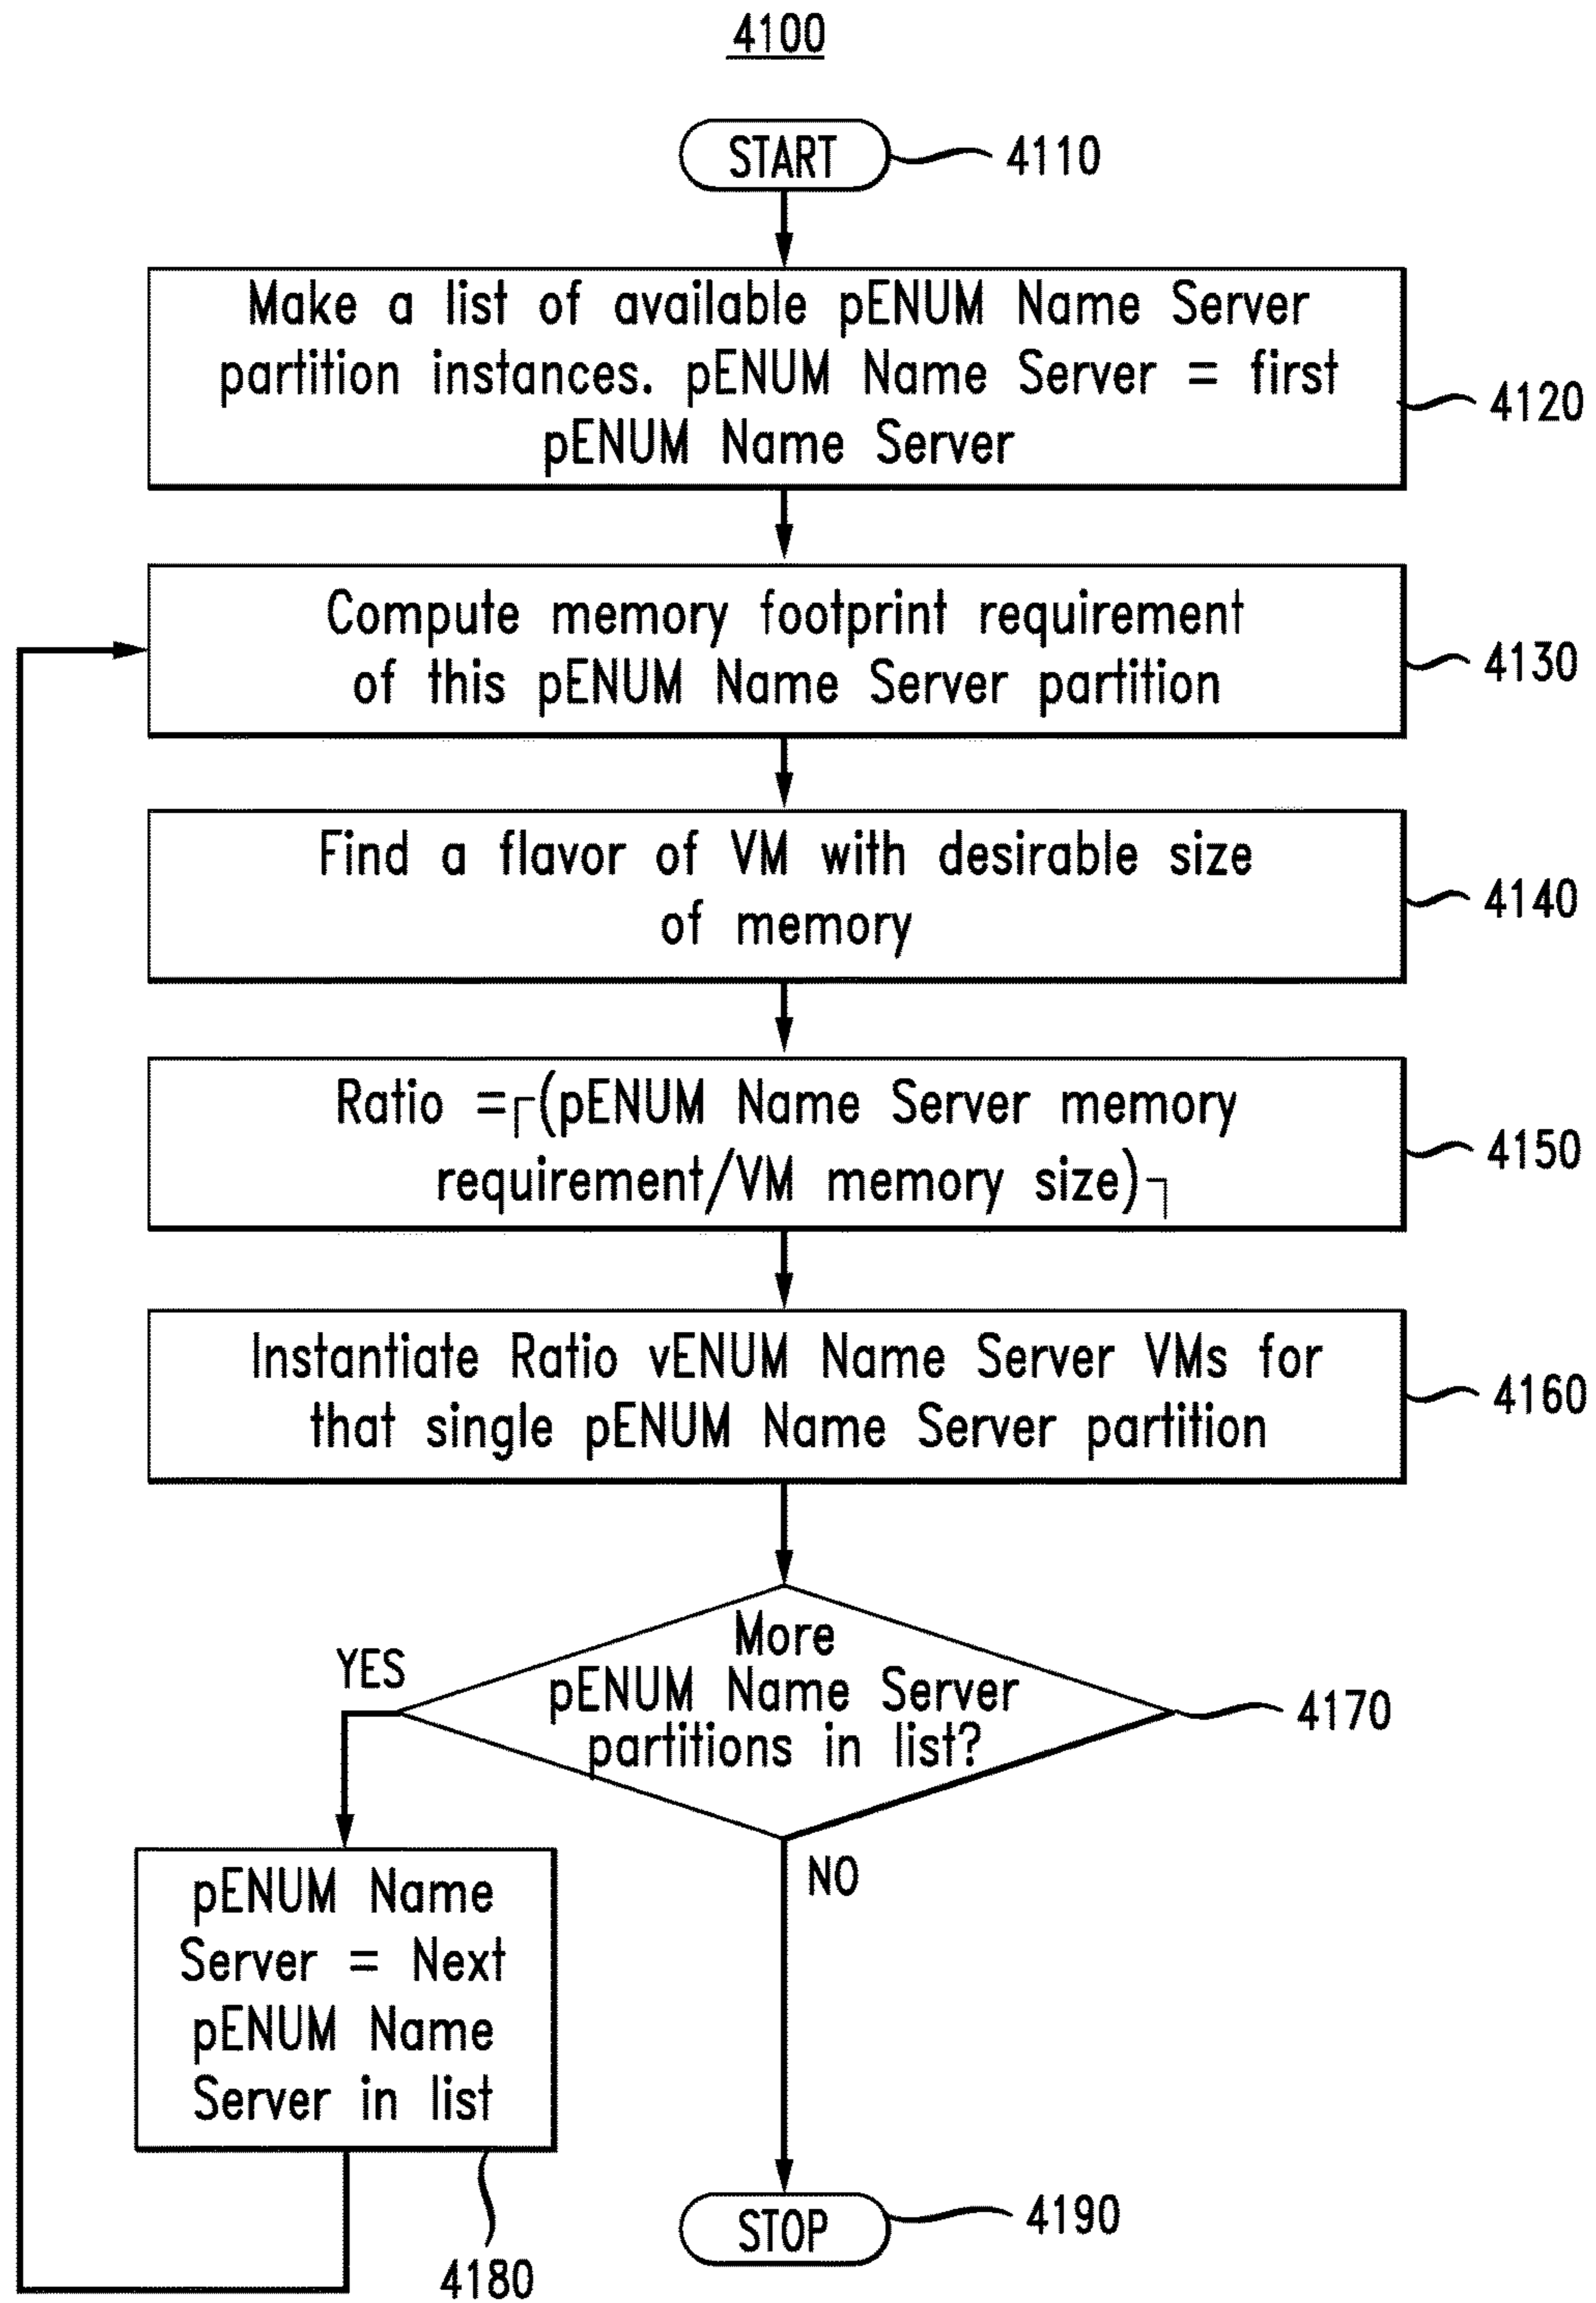 4100
START
4110
Make a list of available pENUM Name Server
partition instances. pENUM Name Server = first
pENUM Name Server
4120
Compute memory footprint requirement
of this pENUM Name Server partition
4130
Find a flavor of VM with desirable size
of memory
4140
Ratio =┌(pENUM Name Server memory
requirement/VM memory size)┐
4150
Instantiate Ratio vENUM Name Server VMs for
that single pENUM Name Server partition
4160
More
pENUM Name Server
partitions in list?
4170
YES
NO
pENUM Name
Server = Next
pENUM Name
Server in list
4180
STOP
4190